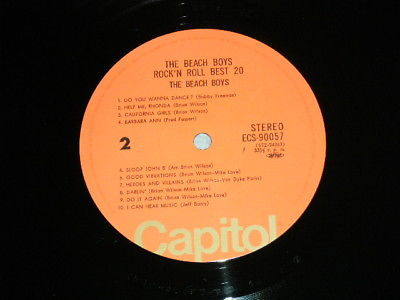 THE BEACH BOYS
ROCK'N ROLL BEST 20
THE BEACH BOYS
1. DO YOU WANNA DANCE? (Bobby Freeman)
2. HELP ME, RHONDA (Brian Wilson)
3. CALIFORNIA GIRLS (Brian Wilson)
4. BARBARA ANN (Fred Fassert)
2
STEREO
ECS-90057
33⅓ r. p. m.
5. SLOOP JOHN B (Arr. Brian Wilson)
6. GOOD VIBRATIONS (Brian Wilson-Mike Love)
7. HEROES AND VILLAINS (Brian Wilson-Van Dyke Parks)
8. DARLIN' (Brian Wilson-Mike Love)
9. DO IT AGAIN (Brian Wilson-Mike Love)
10. I CAN HEAR MUSIC (Jeff Barry)
Capitol